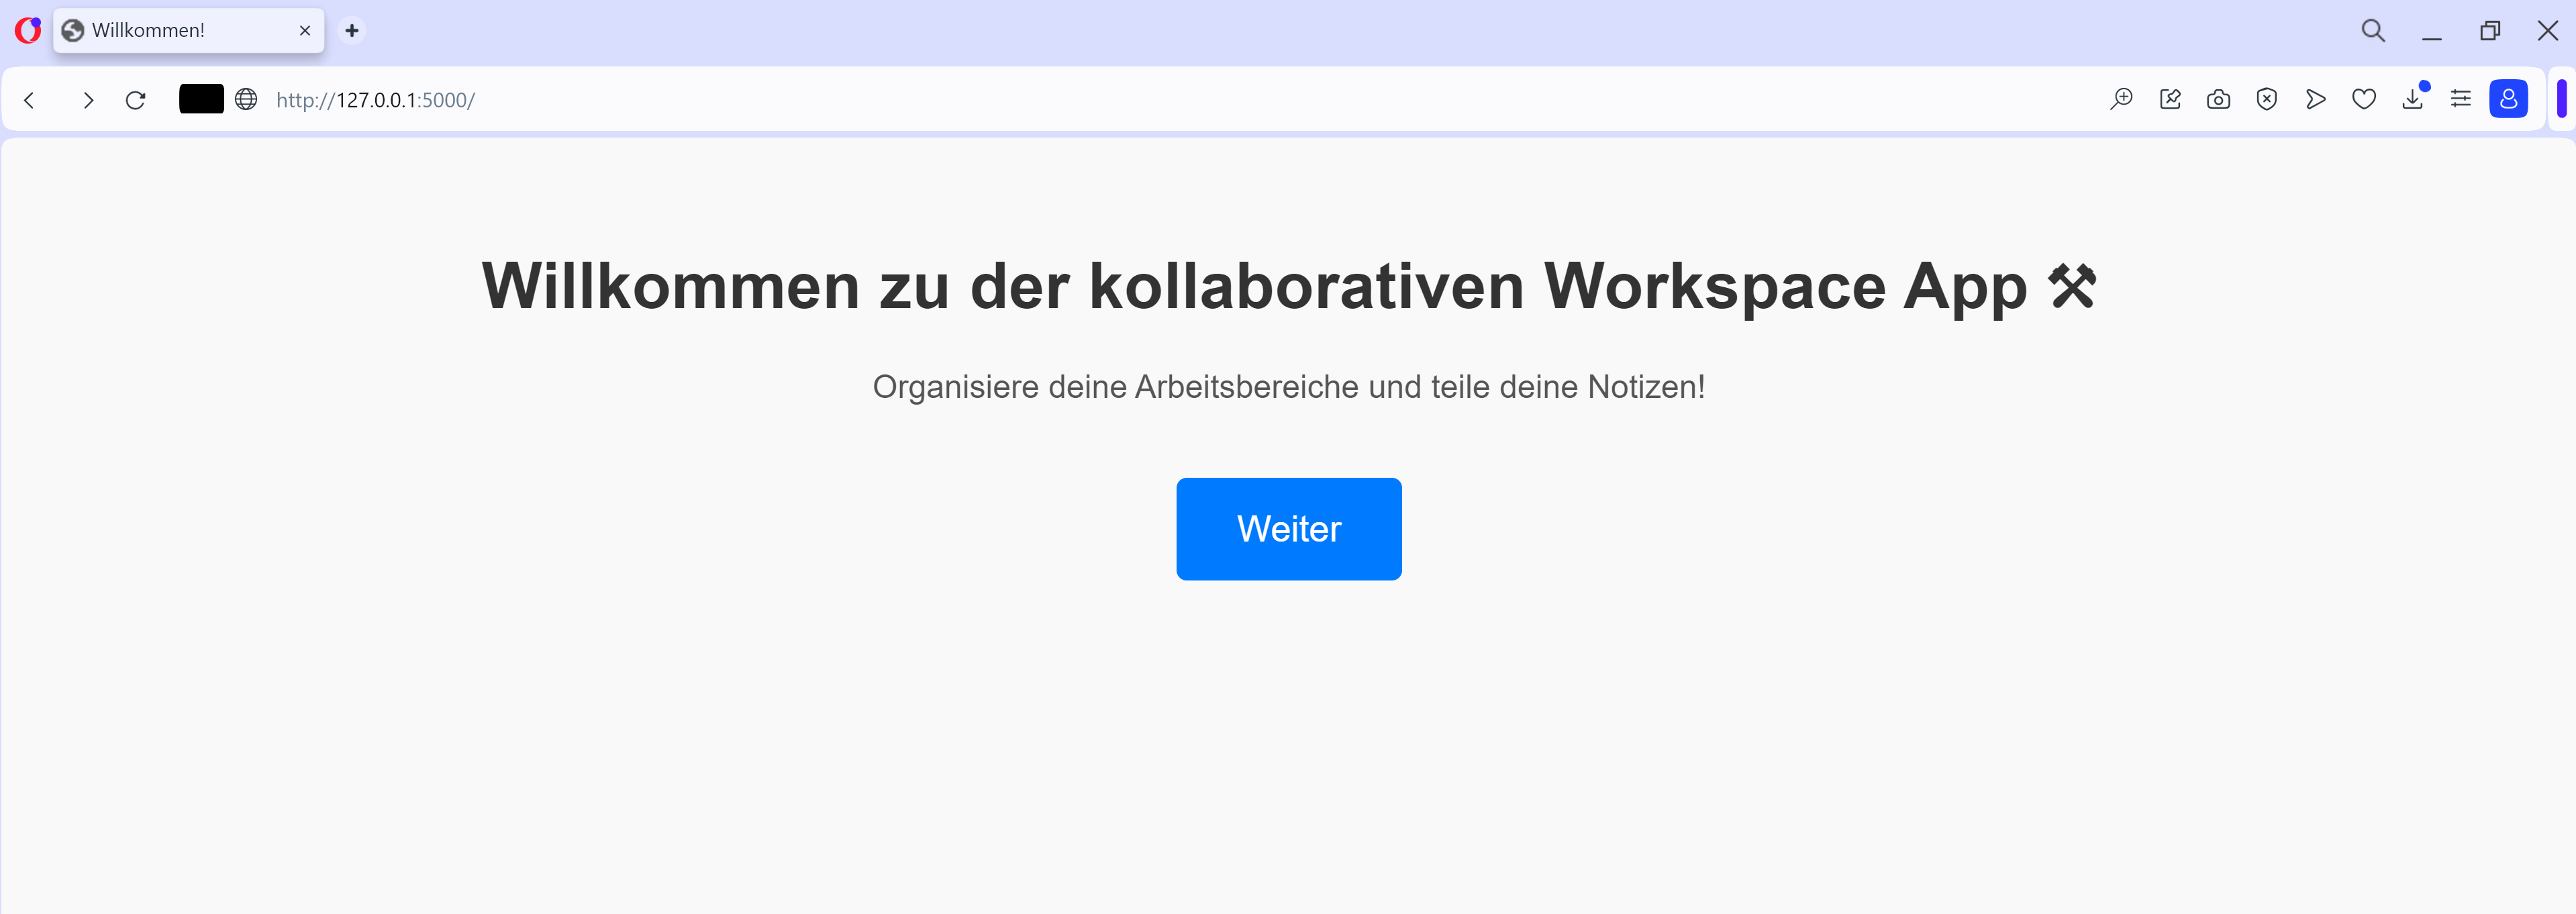 Willkommen!
http://127.0.0.1:5000/
Willkommen zu der kollaborativen Workspace App ⚒
Organisiere deine Arbeitsbereiche und teile deine Notizen!
Weiter